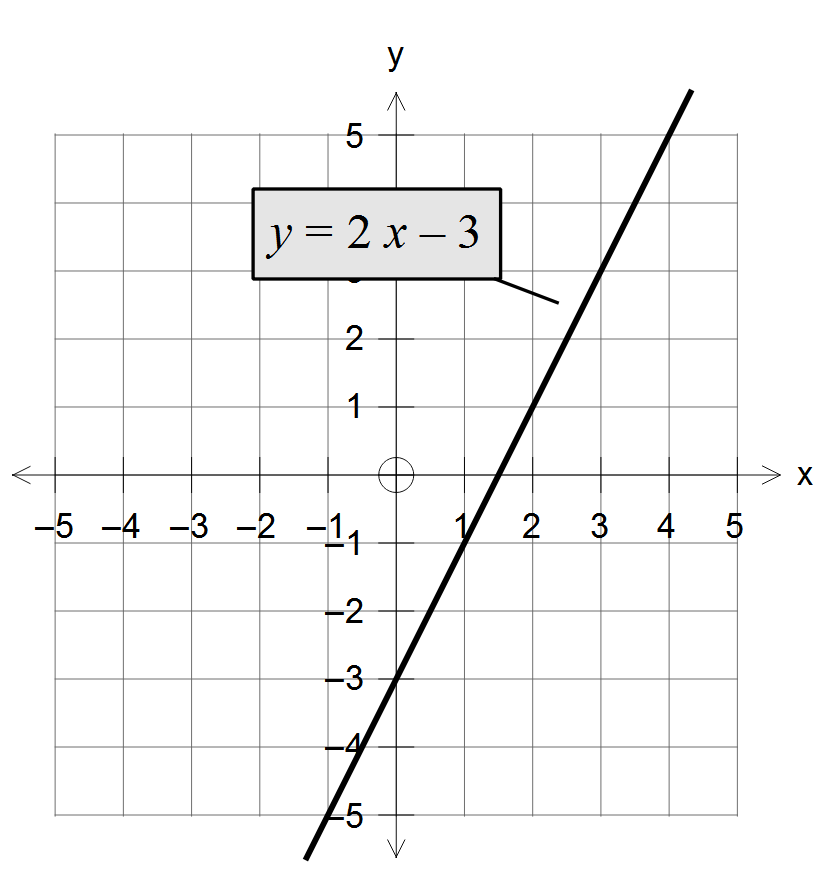 y
5
y = 2 x – 3
2
1
x
–5 –4 –3 –2 –1 1 2 3 4 5
–1
–2
–3
–4
–5